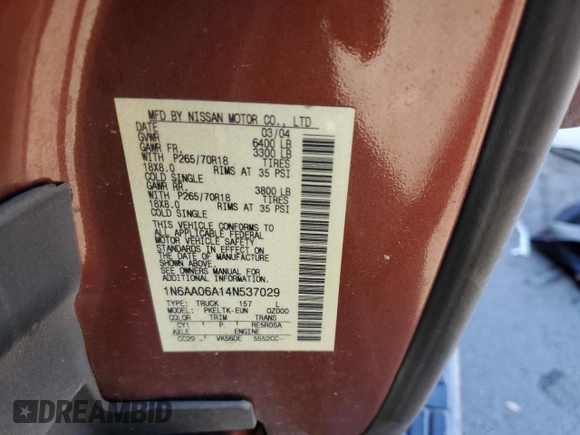 MFD BY NISSAN MOTOR CO., LTD
DATE 03/04
GVWR 6400 LB
GAWR FR. 3300 LB
WITH P265/70R18 TIRES
18X8.0 RIMS AT 35 PSI
COLD SINGLE
GAWR RR. 3800 LB
WITH P265/70R18 TIRES
18X8.0 RIMS AT 35 PSI
COLD SINGLE
THIS VEHICLE CONFORMS TO
ALL APPLICABLE FEDERAL
MOTOR VEHICLE SAFETY
STANDARDS IN EFFECT ON
THE DATE OF MANUFACTURE
SHOWN ABOVE.
SEE OWNERS MANUAL FOR
ADDITIONAL INFORMATION.
1N6AA06A14N537029
TYPE: TRUCK 157 L
MODEL: PKELTK-EUN 0Z000
COLOR TRIM TRANS
CY1 P RE5R05A
AXLE ENGINE
CC29 VK56DE 5552CC
DREAMBID